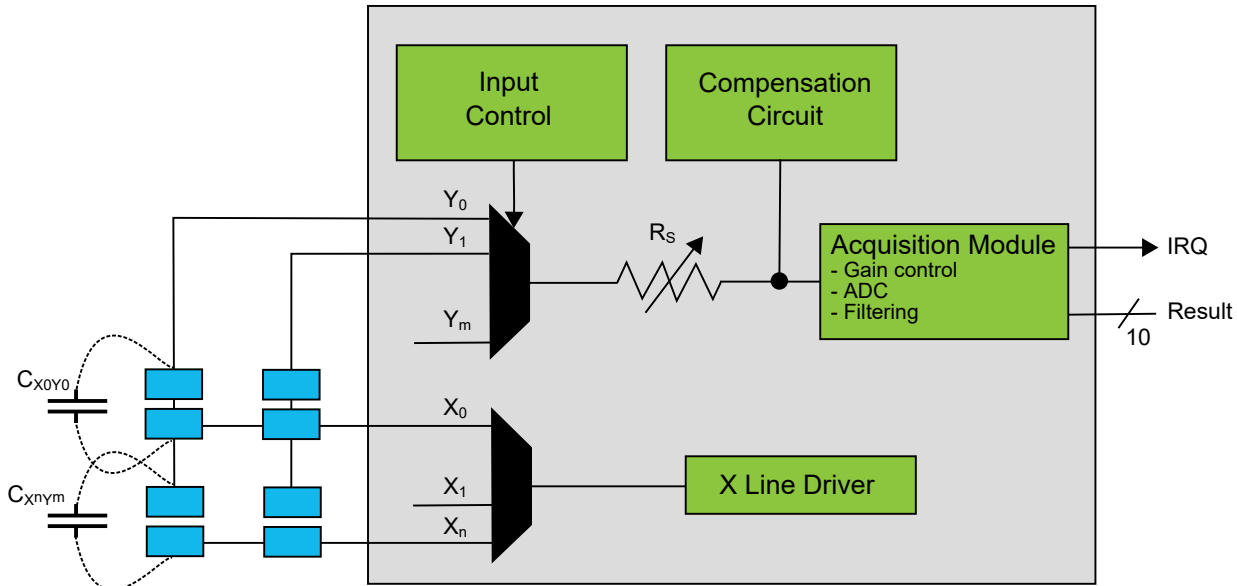 Input
Control
Compensation
Circuit
Y0
Y1
RS
Acquisition Module
- Gain control
- ADC
- Filtering
IRQ
Result
10
Ym
CX0Y0
X0
CXnYm
X1
Xn
X Line Driver